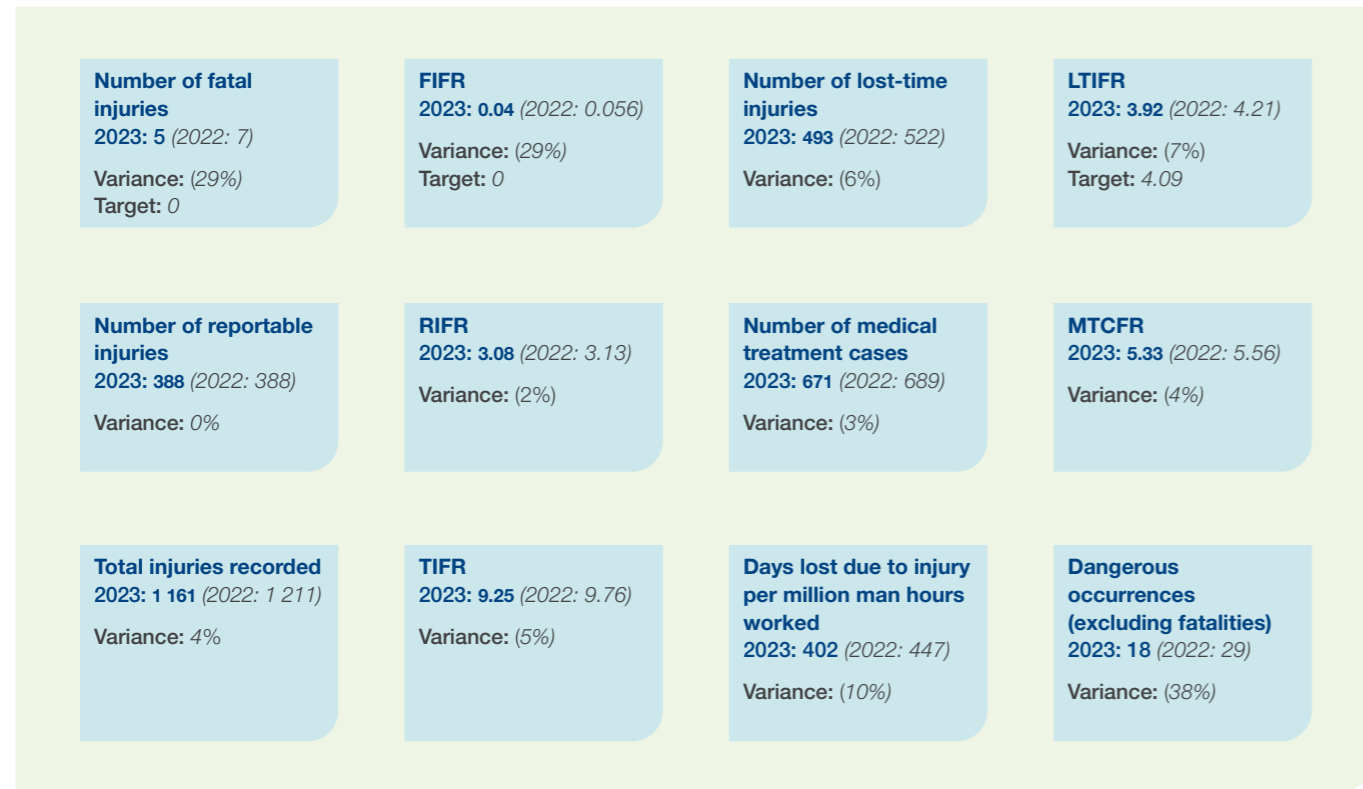 Number of fatal
injuries
2023: 5 (2022: 7)
Variance: (29%)
Target: 0
FIFR
2023: 0.04 (2022: 0.056)
Variance: (29%)
Target: 0
Number of lost-time
injuries
2023: 493 (2022: 522)
Variance: (6%)
LTIFR
2023: 3.92 (2022: 4.21)
Variance: (7%)
Target: 4.09
Number of reportable
injuries
2023: 388 (2022: 388)
Variance: 0%
RIFR
2023: 3.08 (2022: 3.13)
Variance: (2%)
Number of medical
treatment cases
2023: 671 (2022: 689)
Variance: (3%)
MTCFR
2023: 5.33 (2022: 5.56)
Variance: (4%)
Total injuries recorded
2023: 1 161 (2022: 1 211)
Variance: 4%
TIFR
2023: 9.25 (2022: 9.76)
Variance: (5%)
Days lost due to injury
per million man hours
worked
2023: 402 (2022: 447)
Variance: (10%)
Dangerous
occurrences
(excluding fatalities)
2023: 18 (2022: 29)
Variance: (38%)